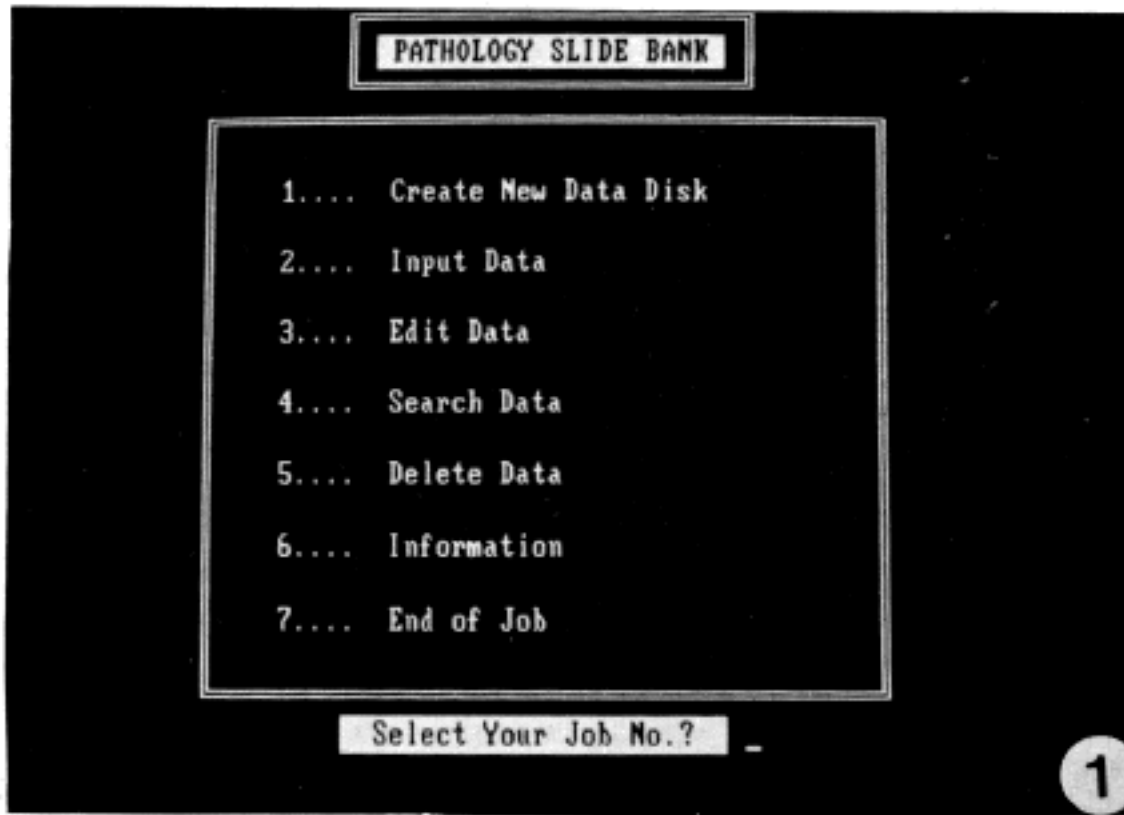 PATHOLOGY SLIDE BANK
1.... Create New Data Disk
2.... Input Data
3.... Edit Data
4.... Search Data
5.... Delete Data
6.... Information
7.... End of Job
Select Your Job No.? _
1